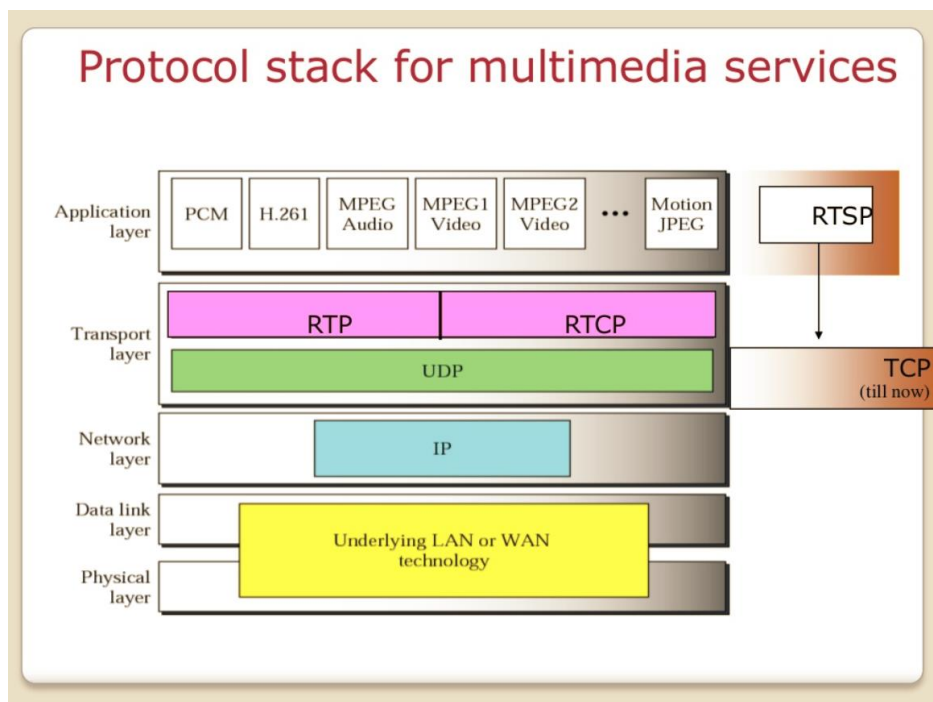 Protocol stack for multimedia services
Application
layer
PCM
H.261
MPEG
Audio
MPEG1
Video
MPEG2
Video
•••
Motion
JPEG
RTSP
Transport
layer
RTP
RTCP
UDP
TCP
(till now)
Network
layer
IP
Data link
layer
Underlying LAN or WAN
technology
Physical
layer